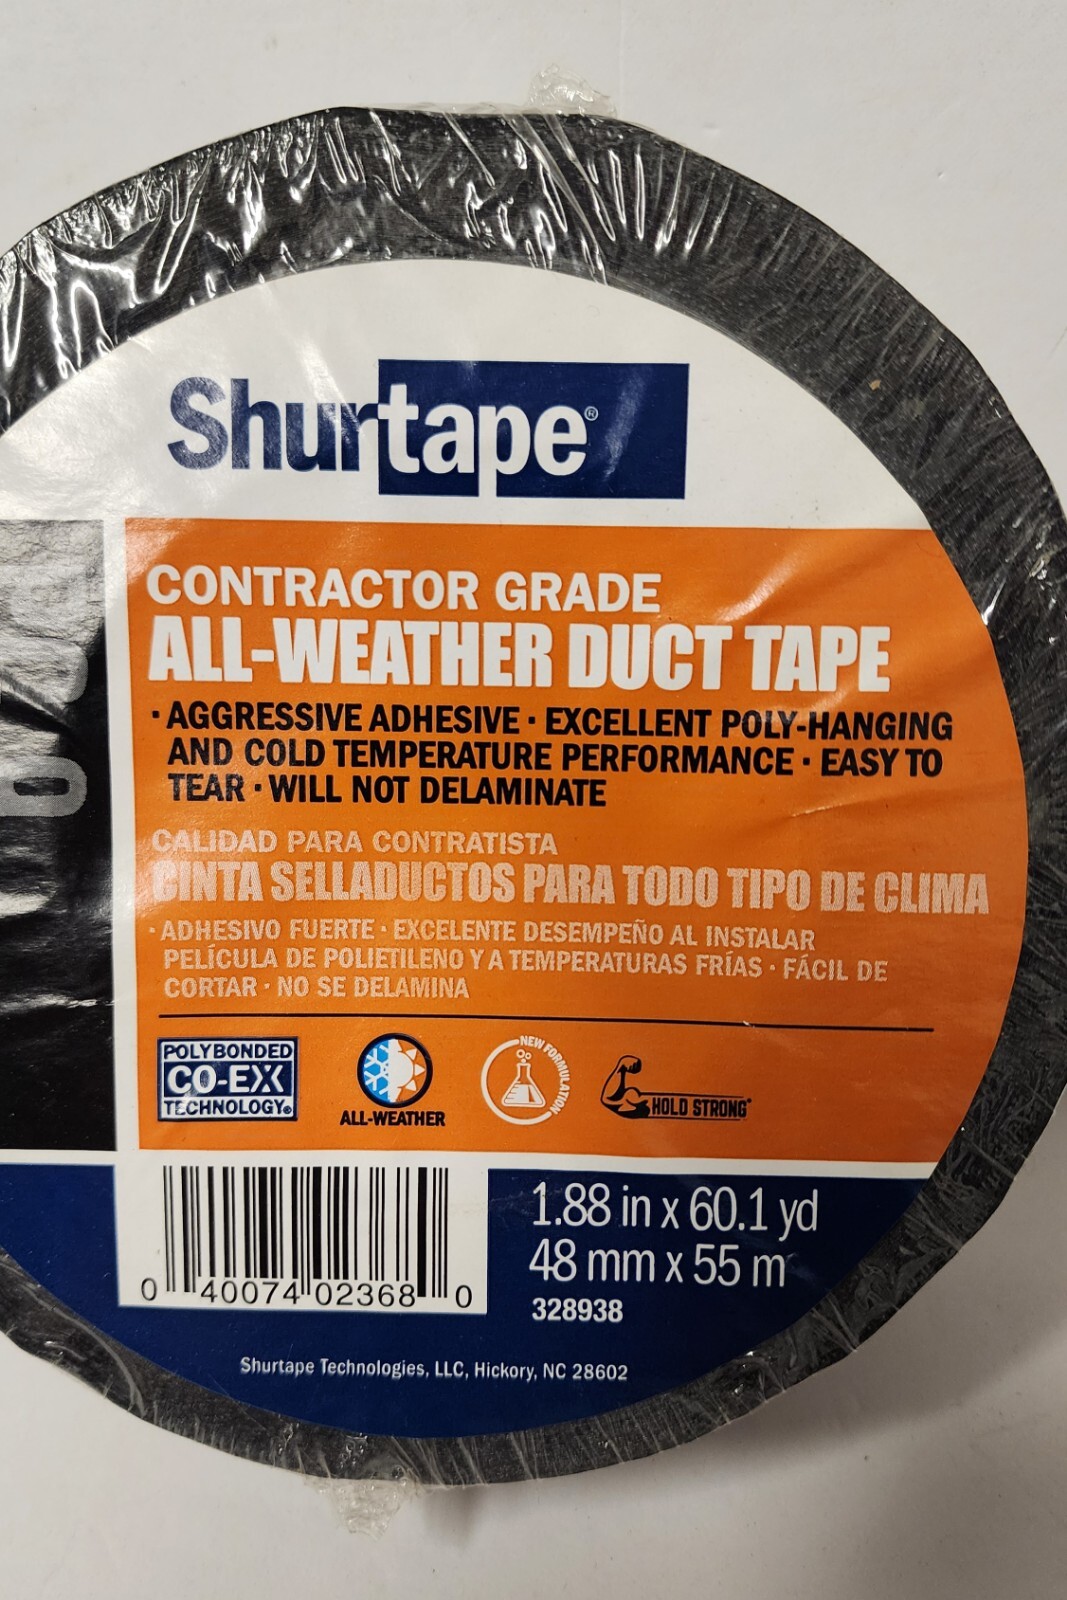 Shurtape®
CONTRACTOR GRADE
ALL-WEATHER DUCT TAPE
· AGGRESSIVE ADHESIVE · EXCELLENT POLY-HANGING
AND COLD TEMPERATURE PERFORMANCE · EASY TO
TEAR · WILL NOT DELAMINATE
CALIDAD PARA CONTRATISTA
CINTA SELLADUCTOS PARA TODO TIPO DE CLIMA
· ADHESIVO FUERTE · EXCELENTE DESEMPEÑO AL INSTALAR
PELÍCULA DE POLIETILENO Y A TEMPERATURAS FRÍAS · FÁCIL DE
CORTAR · NO SE DELAMINA
POLYBONDED
CO-EX
TECHNOLOGY®
ALL-WEATHER
NEW FORMULATION
HOLD STRONG™
0 40074 02368 0
1.88 in x 60.1 yd
48 mm x 55 m
328938
Shurtape Technologies, LLC, Hickory, NC 28602